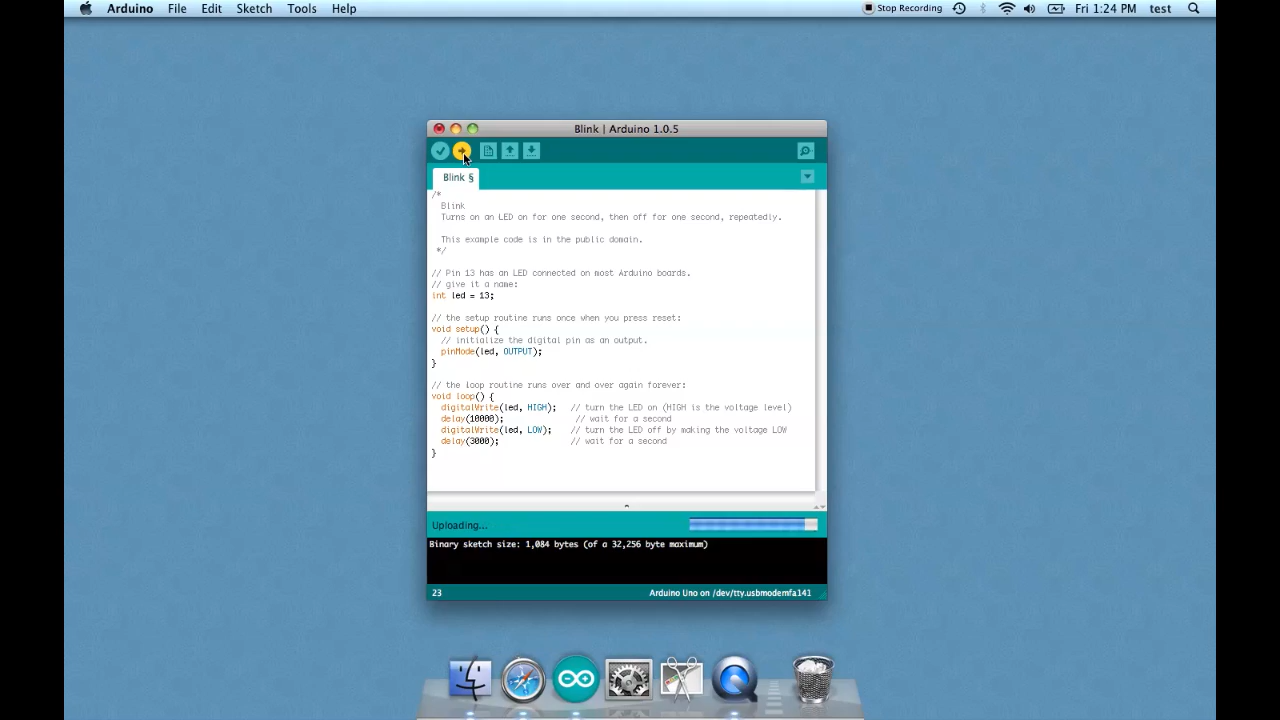 Arduino File Edit Sketch Tools Help Stop Recording Fri 1:24 PM test
Blink | Arduino 1.0.5
Blink §
/*
Blink
Turns on an LED on for one second, then off for one second, repeatedly.
This example code is in the public domain.
*/
// Pin 13 has an LED connected on most Arduino boards.
// give it a name:
int led = 13;
// the setup routine runs once when you press reset:
void setup() {
// initialize the digital pin as an output.
pinMode(led, OUTPUT);
}
// the loop routine runs over and over again forever:
void loop() {
digitalWrite(led, HIGH); // turn the LED on (HIGH is the voltage level)
delay(10000); // wait for a second
digitalWrite(led, LOW); // turn the LED off by making the voltage LOW
delay(3000); // wait for a second
}
Uploading...
Binary sketch size: 1,084 bytes (of a 32,256 byte maximum)
23 Arduino Uno on /dev/tty.usbmodemfa141